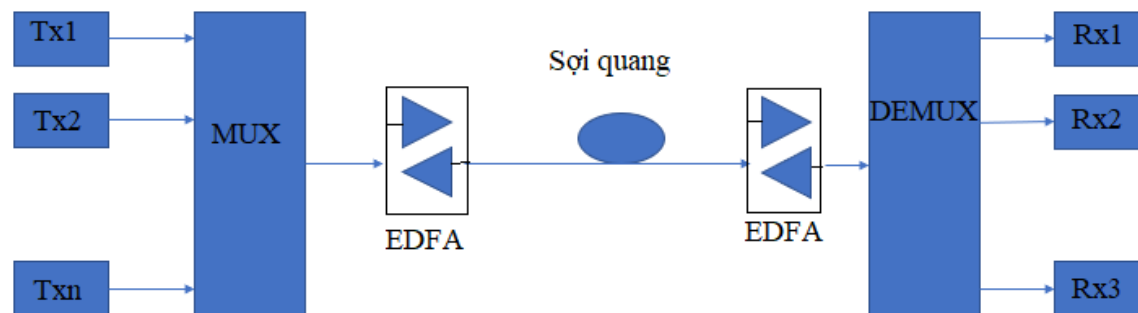 Tx1
Tx2
Txn
MUX
EDFA
Sợi quang
EDFA
DEMUX
Rx1
Rx2
Rx3